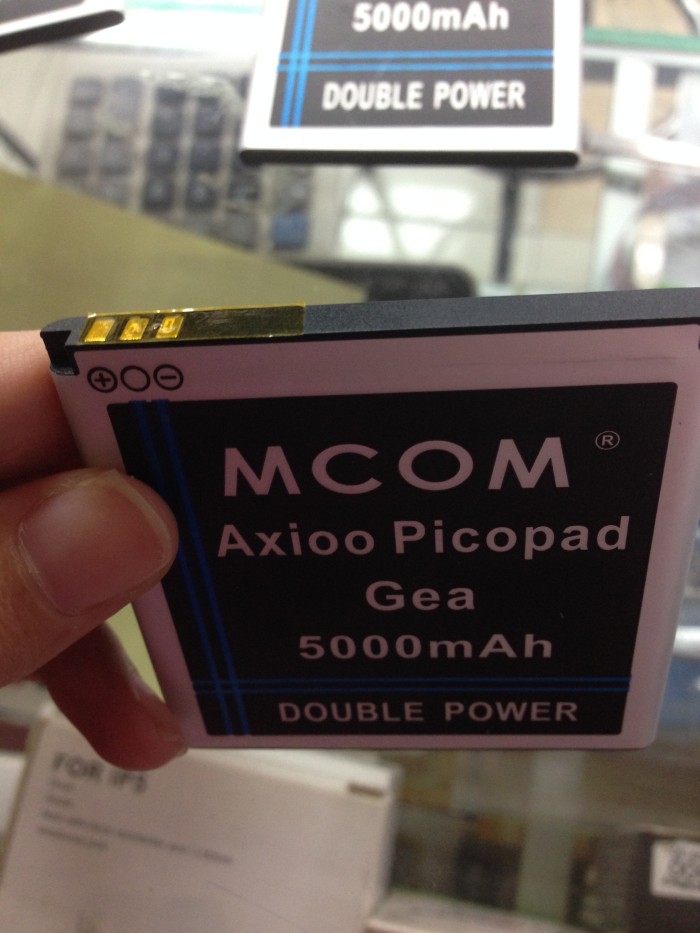 5000mAh
DOUBLE POWER
MCOM ®
Axioo Picopad
Gea
5000mAh
DOUBLE POWER
FOR IP5